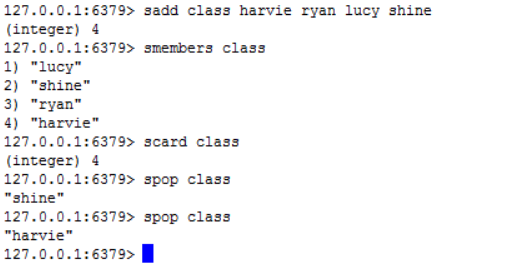 127.0.0.1:6379> sadd class harvie ryan lucy shine
(integer) 4
127.0.0.1:6379> smembers class
1) "lucy"
2) "shine"
3) "ryan"
4) "harvie"
127.0.0.1:6379> scard class
(integer) 4
127.0.0.1:6379> spop class
"shine"
127.0.0.1:6379> spop class
"harvie"
127.0.0.1:6379>